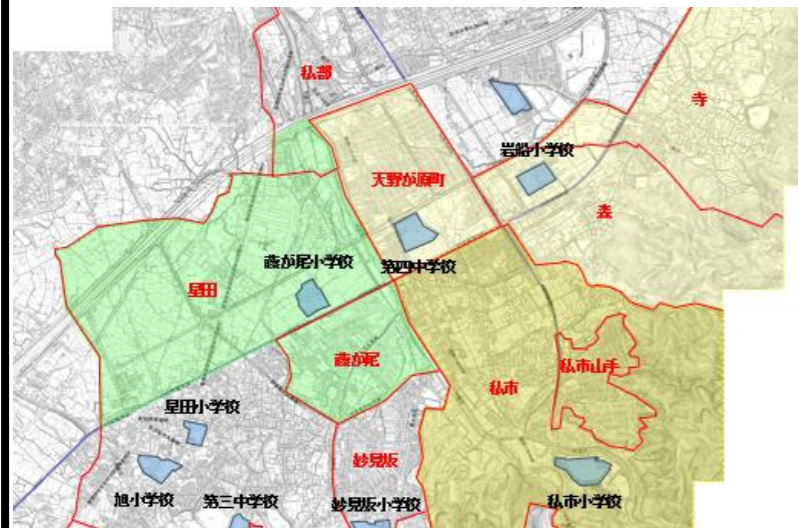 私部
寺
岩船小学校
天野が原町
森
藤が尾小学校
第四中学校
星田
藤が尾
私市山手
私市
星田小学校
妙見坂
旭小学校
第三中学校
妙見坂小学校
私市小学校